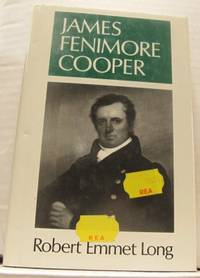 JAMES
FENIMORE
COOPER
REA
REA
Robert Emmet Long